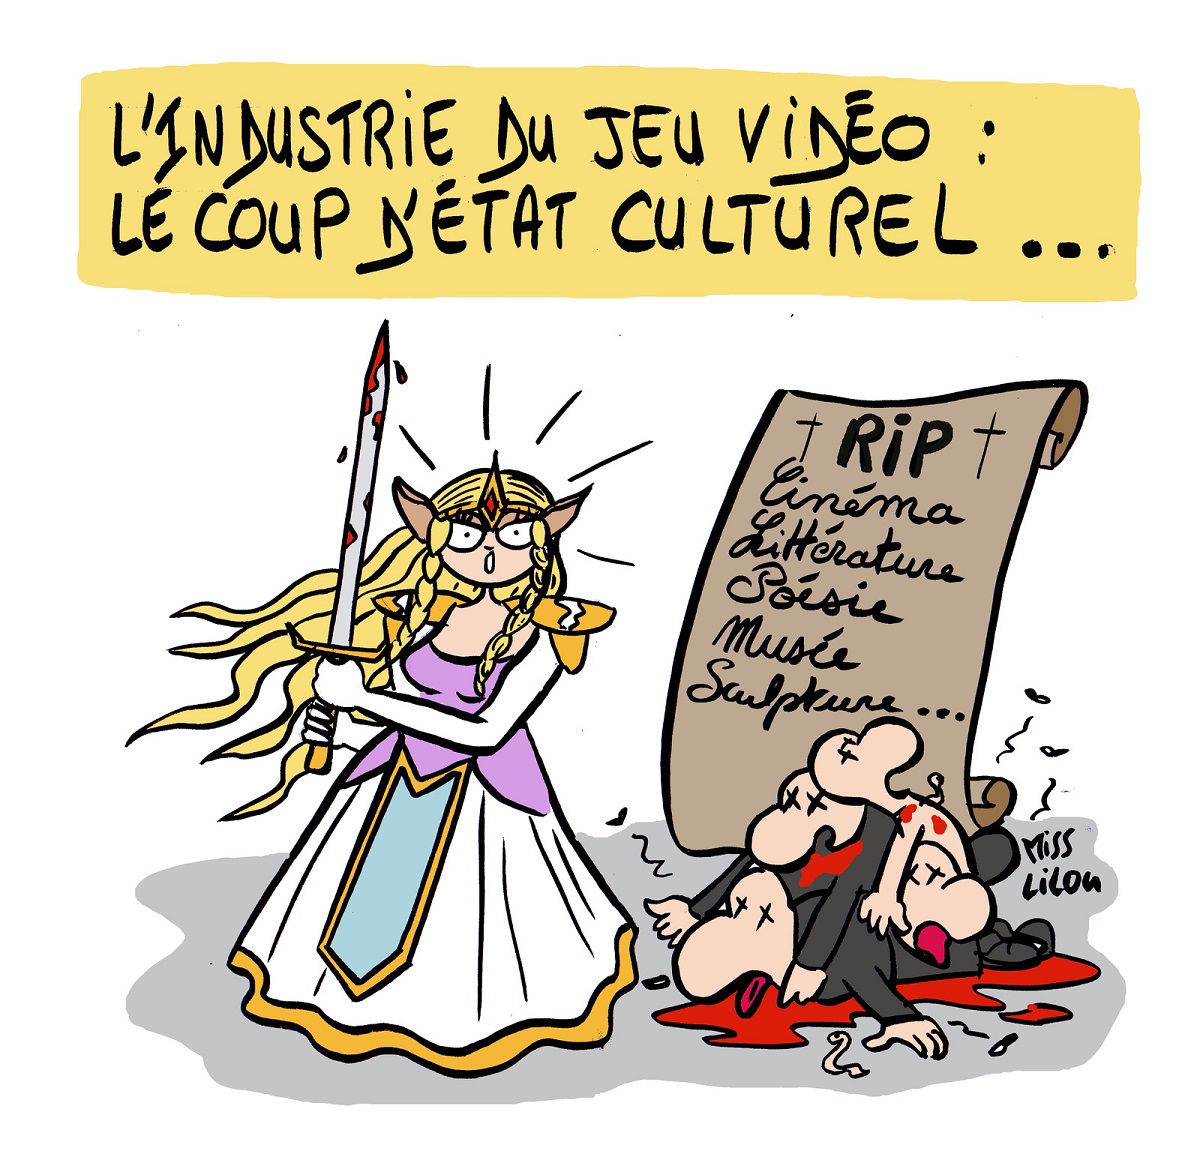 L'INDUSTRIE DU JEU VIDÉO :
LE COUP D'ÉTAT CULTUREL ...
† RIP †
Cinéma
Littérature
Poésie
Musée
Sculpture...
MISS
LILOU